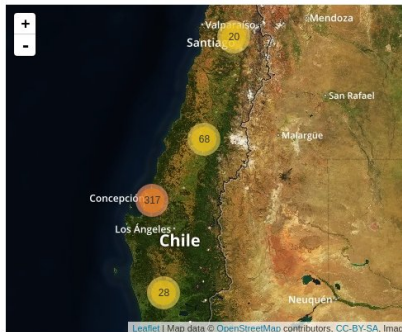 +
-
Valparaíso
Mendoza
20
Santiago
San Rafael
68
Malargüe
Concepció
317
Los Ángeles
Chile
28
Neuquén
Leaflet | Map data © OpenStreetMap contributors, CC-BY-SA, Imag